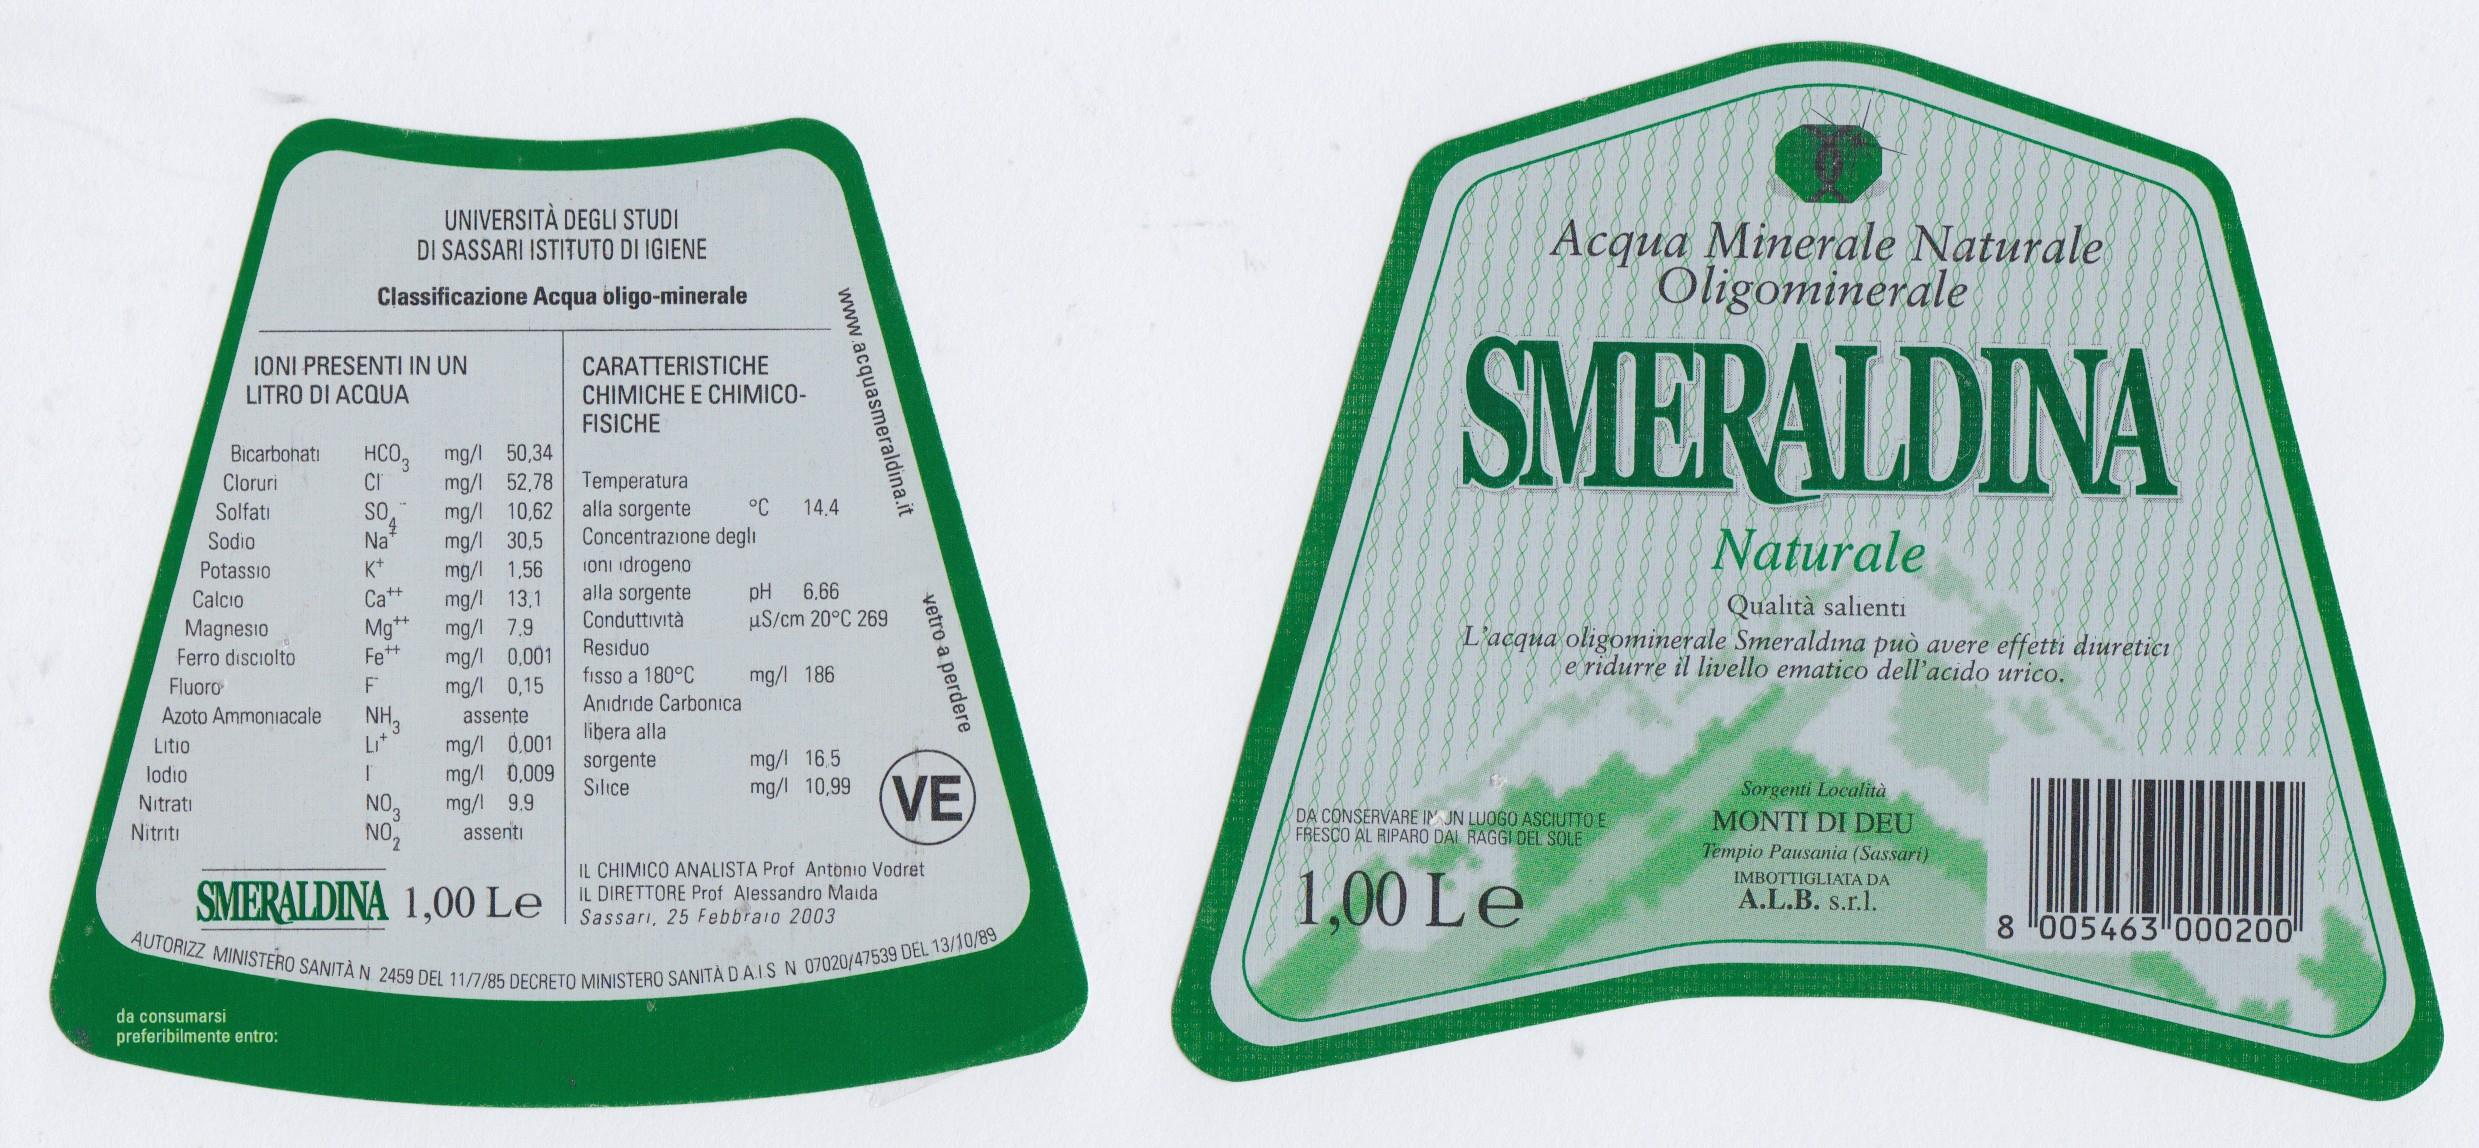 UNIVERSITÀ DEGLI STUDI
DI SASSARI ISTITUTO DI IGIENE
Classificazione Acqua oligo-minerale
IONI PRESENTI IN UN
LITRO DI ACQUA
Bicarbonati HCO3 mg/l 50,34
Cloruri Cl- mg/l 52,78
Solfati SO4-- mg/l 10,62
Sodio Na+ mg/l 30,5
Potassio K+ mg/l 1,56
Calcio Ca++ mg/l 13,1
Magnesio Mg++ mg/l 7,9
Ferro disciolto Fe++ mg/l 0,001
Fluoro F- mg/l 0,15
Azoto Ammoniacale NH3 assente
Litio Li+ mg/l 0,001
Iodio I- mg/l 0,009
Nitrati NO3 mg/l 9,9
Nitriti NO2 assenti
SMERALDINA 1,00 L e
CARATTERISTICHE
CHIMICHE E CHIMICO-
FISICHE
Temperatura
alla sorgente °C 14.4
Concentrazione degli
ioni idrogeno
alla sorgente pH 6.66
Conduttività µS/cm 20°C 269
Residuo
fisso a 180°C mg/l 186
Anidride Carbonica
libera alla
sorgente mg/l 16,5
Silice mg/l 10,99
IL CHIMICO ANALISTA Prof Antonio Vodret
IL DIRETTORE Prof Alessandro Maida
Sassari, 25 Febbraio 2003
www.acquasmeraldina.it
vetro a perdere
VE
AUTORIZZ MINISTERO SANITÀ N 2459 DEL 11/7/85 DECRETO MINISTERO SANITÀ D A.I S N 07020/47539 DEL 13/10/89
da consumarsi
preferibilmente entro:
Acqua Minerale Naturale
Oligominerale
SMERALDINA
Naturale
Qualità salienti
L'acqua oligominerale Smeraldina può avere effetti diuretici
e ridurre il livello ematico dell'acido urico.
DA CONSERVARE IN UN LUOGO ASCIUTTO E
FRESCO AL RIPARO DAI RAGGI DEL SOLE
1,00 L e
Sorgenti Località
MONTI DI DEU
Tempio Pausania (Sassari)
IMBOTTIGLIATA DA
A.L.B. s.r.l.
8 005463 000200